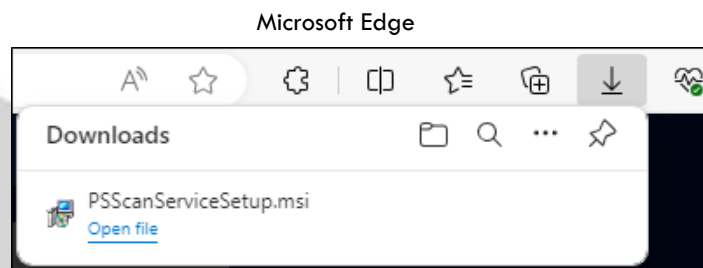 Microsoft Edge
A
Downloads
PSScanServiceSetup.msi
Open file